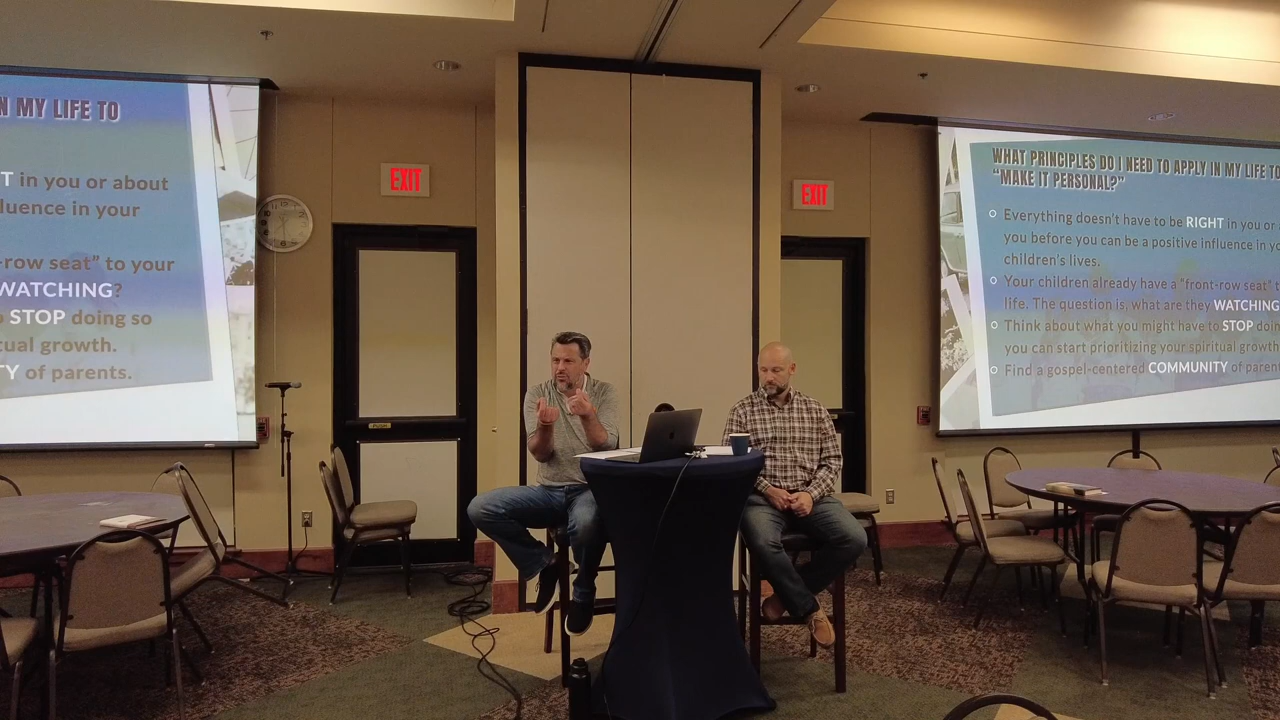 N MY LIFE TO
T in you or about
luence in your
-row seat" to your
WATCHING?
STOP doing so
tual growth.
TY of parents.
EXIT
PUSH
EXIT
WHAT PRINCIPLES DO I NEED TO APPLY IN MY LIFE TO
"MAKE IT PERSONAL?"
Everything doesn't have to be RIGHT in you or a
you before you can be a positive influence in yo
children's lives.
Your children already have a "front-row seat" t
life. The question is, what are they WATCHING
Think about what you might have to STOP doin
you can start prioritizing your spiritual growth
Find a gospel-centered COMMUNITY of paren